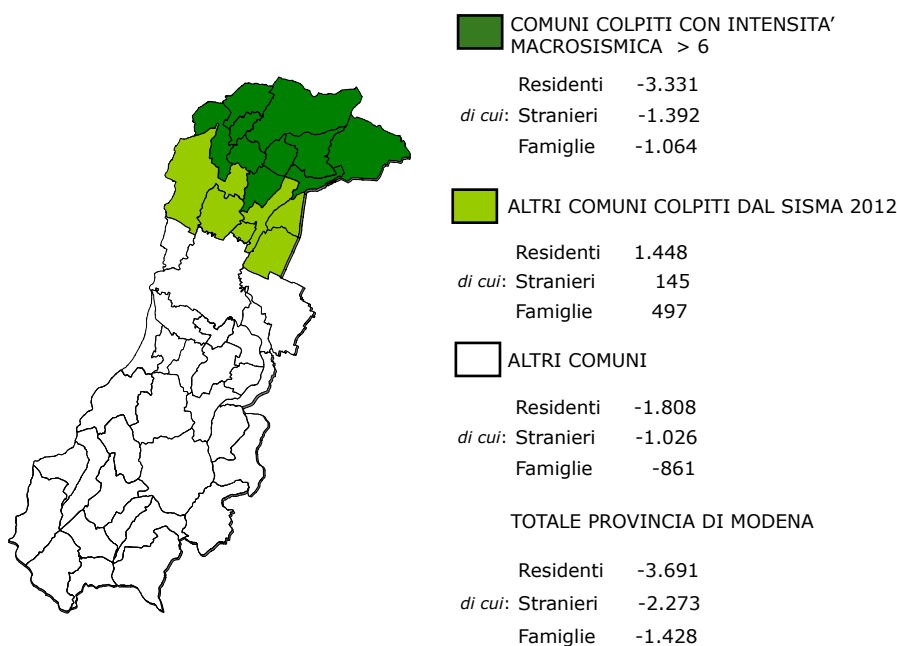 COMUNI COLPITI CON INTENSITA’
MACROSISMICA > 6
Residenti -3.331
di cui: Stranieri -1.392
Famiglie -1.064
ALTRI COMUNI COLPITI DAL SISMA 2012
Residenti 1.448
di cui: Stranieri 145
Famiglie 497
ALTRI COMUNI
Residenti -1.808
di cui: Stranieri -1.026
Famiglie -861
TOTALE PROVINCIA DI MODENA
Residenti -3.691
di cui: Stranieri -2.273
Famiglie -1.428